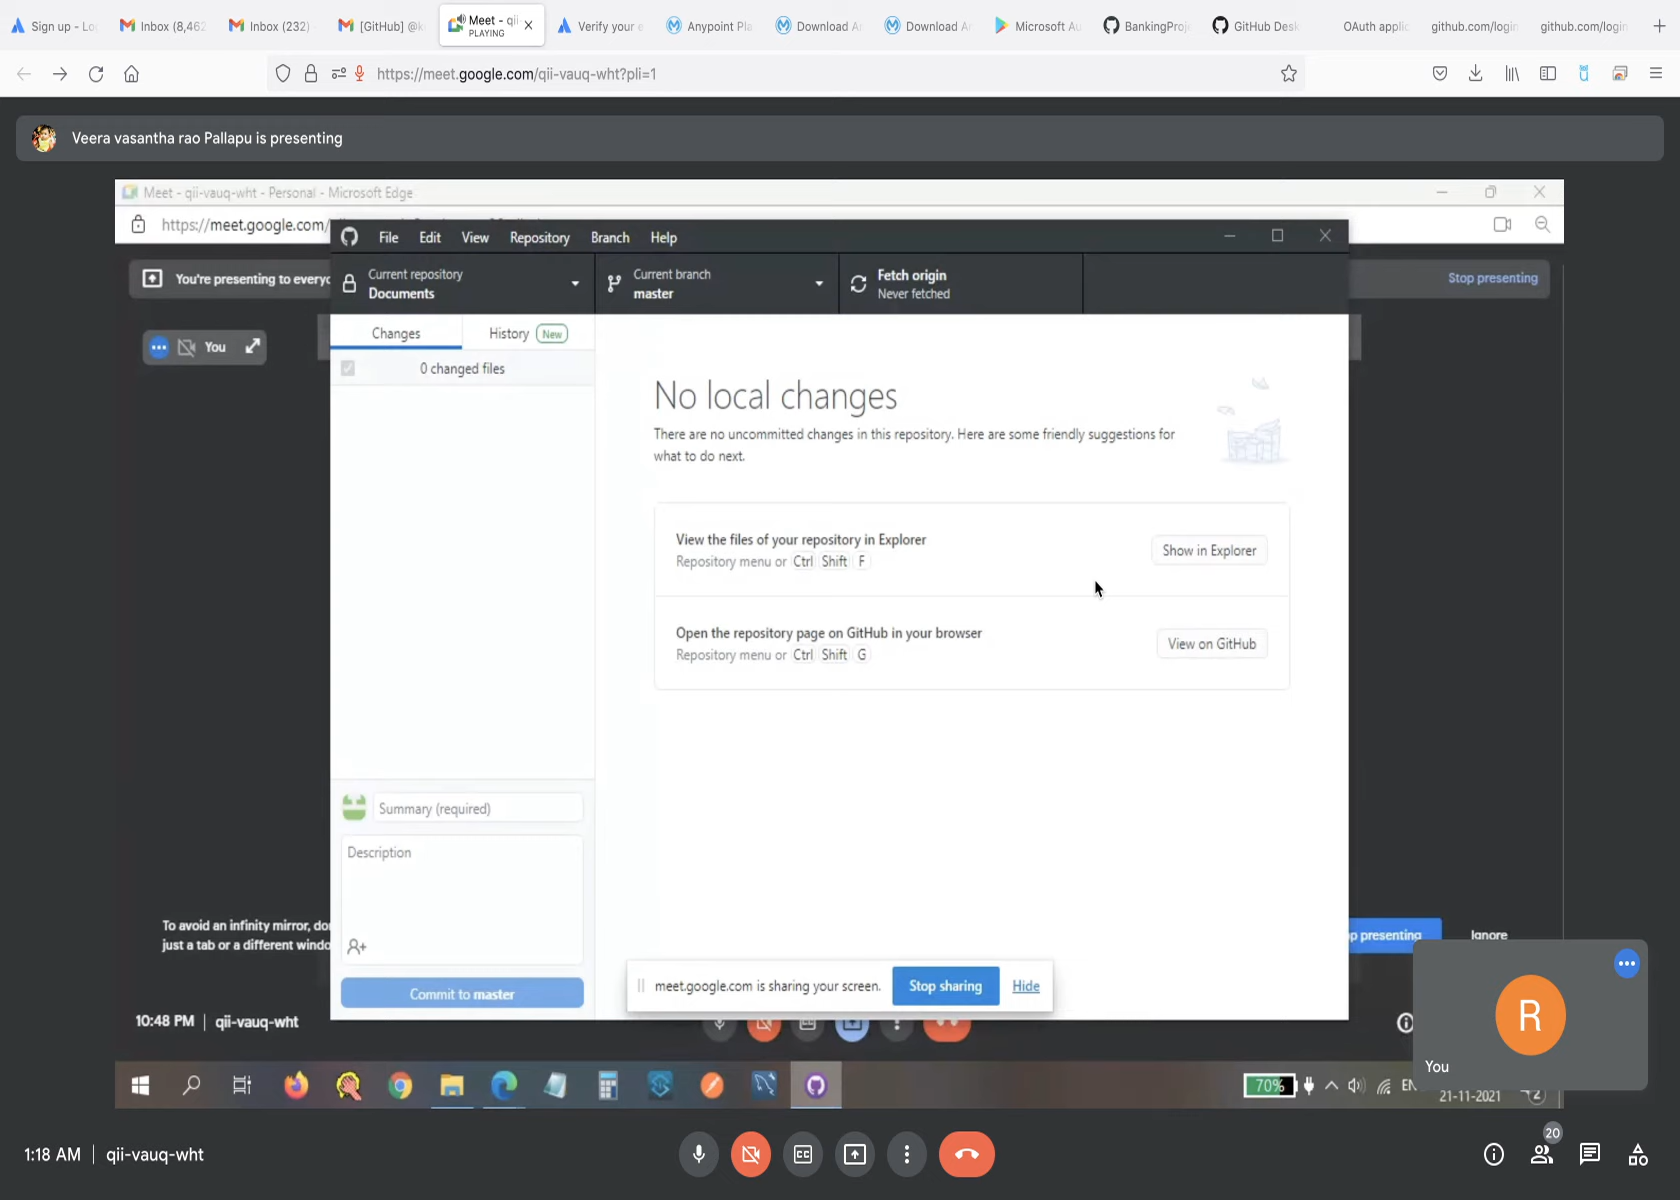 Sign up - Lo
Inbox (8,462
Inbox (232)
[GitHub] @k
Meet - qii
PLAYING
Verify your e
Anypoint Pla
Download A
Download A
Microsoft Au
BankingProj
GitHub Desk
OAuth applic
github.com/login
github.com/login
https://meet.google.com/qii-vauq-wht?pli=1
Veera vasantha rao Pallapu is presenting
Meet - qii-vauq-wht - Personal - Microsoft Edge
https://meet.google.com/
File Edit View Repository Branch Help
You're presenting to everyo
Current repository
Documents
Current branch
master
Fetch origin
Never fetched
Stop presenting
You
Changes
History New
0 changed files
No local changes
There are no uncommitted changes in this repository. Here are some friendly suggestions for
what to do next.
View the files of your repository in Explorer
Repository menu or Ctrl Shift F
Show in Explorer
Open the repository page on GitHub in your browser
Repository menu or Ctrl Shift G
View on GitHub
Summary (required)
Description
To avoid an infinity mirror, do
just a tab or a different windo
Commit to master
p presenting
Ignore
meet.google.com is sharing your screen.
Stop sharing
Hide
10:48 PM | qii-vauq-wht
R
You
70%
EN
21-11-2021
2
1:18 AM | qii-vauq-wht
20